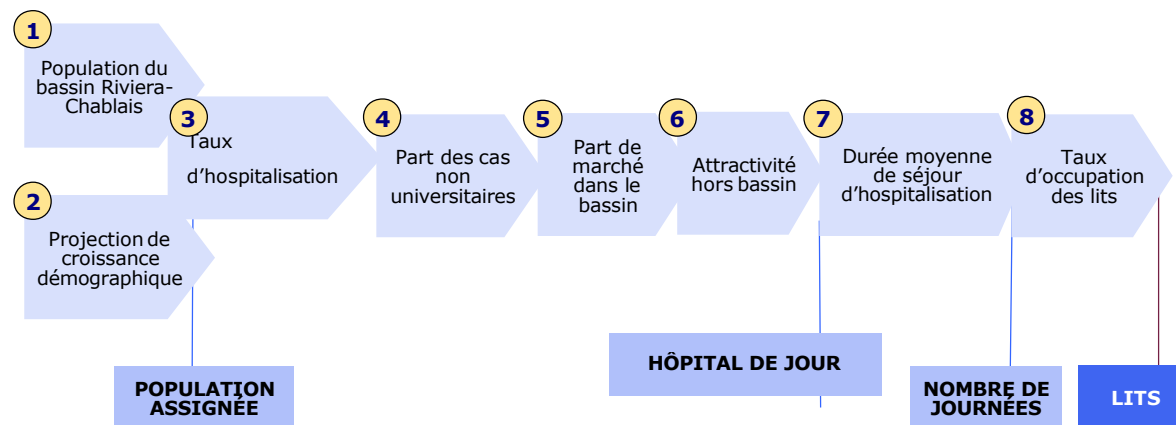 1
Population du
bassin Riviera-
Chablais
2
Projection de
croissance
démographique
3
Taux
d’hospitalisation
4
Part des cas
non
universitaires
5
Part de
marché
dans le
bassin
6
Attractivité
hors bassin
7
Durée moyenne
de séjour
d’hospitalisation
8
Taux
d’occupation
des lits
POPULATION
ASSIGNÉE
HÔPITAL DE JOUR
NOMBRE DE
JOURNÉES
LITS